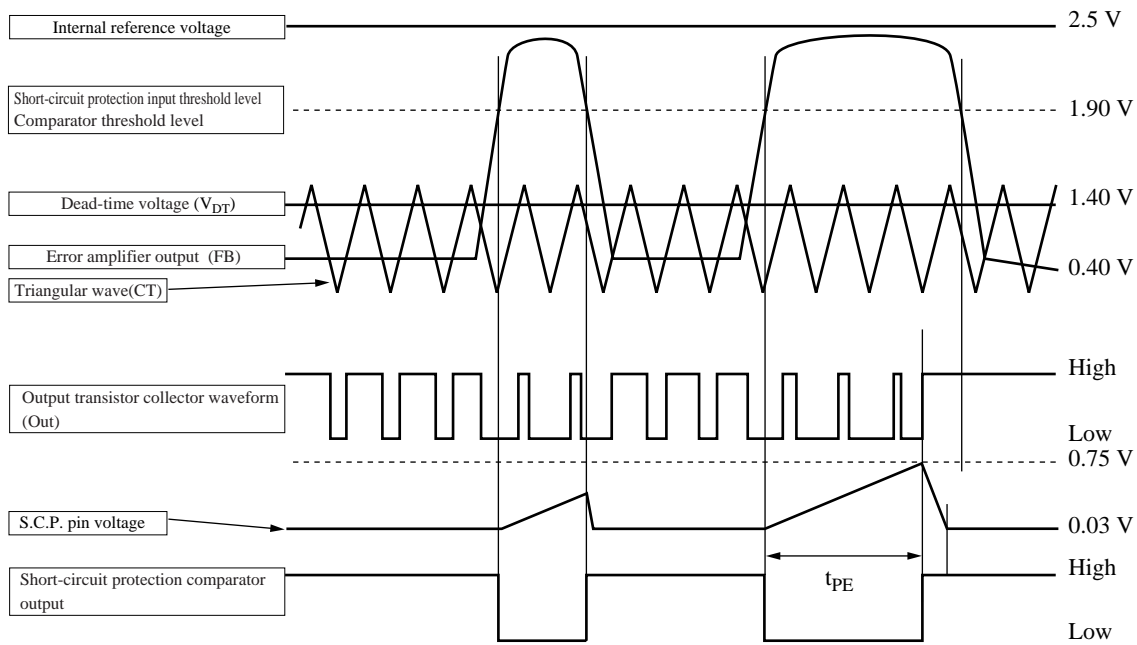 Internal reference voltage
2.5 V
Short-circuit protection input threshold level
Comparator threshold level
1.90 V
Dead-time voltage (VDT)
1.40 V
Error amplifier output (FB)
0.40 V
Triangular wave(CT)
High
Output transistor collector waveform
(Out)
Low
0.75 V
S.C.P. pin voltage
0.03 V
High
Short-circuit protection comparator
output
tPE
Low